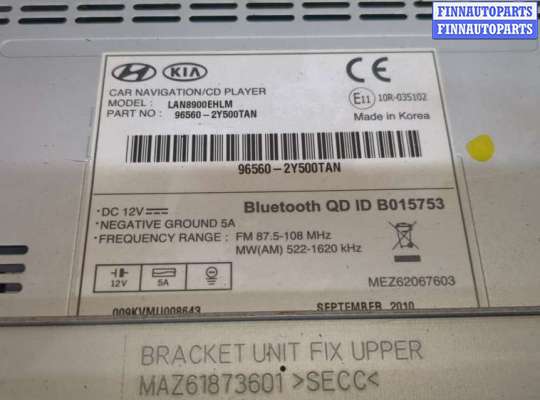 FINNAUTOPARTS
FINNAUTOPARTS
HYUNDAI KIA
CAR NAVIGATION/CD PLAYER
MODEL : LAN8900EHLM
PART NO : 96560-2Y500TAN
CE
E11 10R-035102
Made in Korea
96560-2Y500TAN
·DC 12V
·NEGATIVE GROUND 5A
·FREQUENCY RANGE : FM 87.5-108 MHz
MW(AM) 522-1620 kHz
Bluetooth QD ID B015753
12V 5A
MEZ62067603
009KVMU008643
SEPTEMBER 2010
BRACKET UNIT FIX UPPER
MAZ61873601 >SECC<